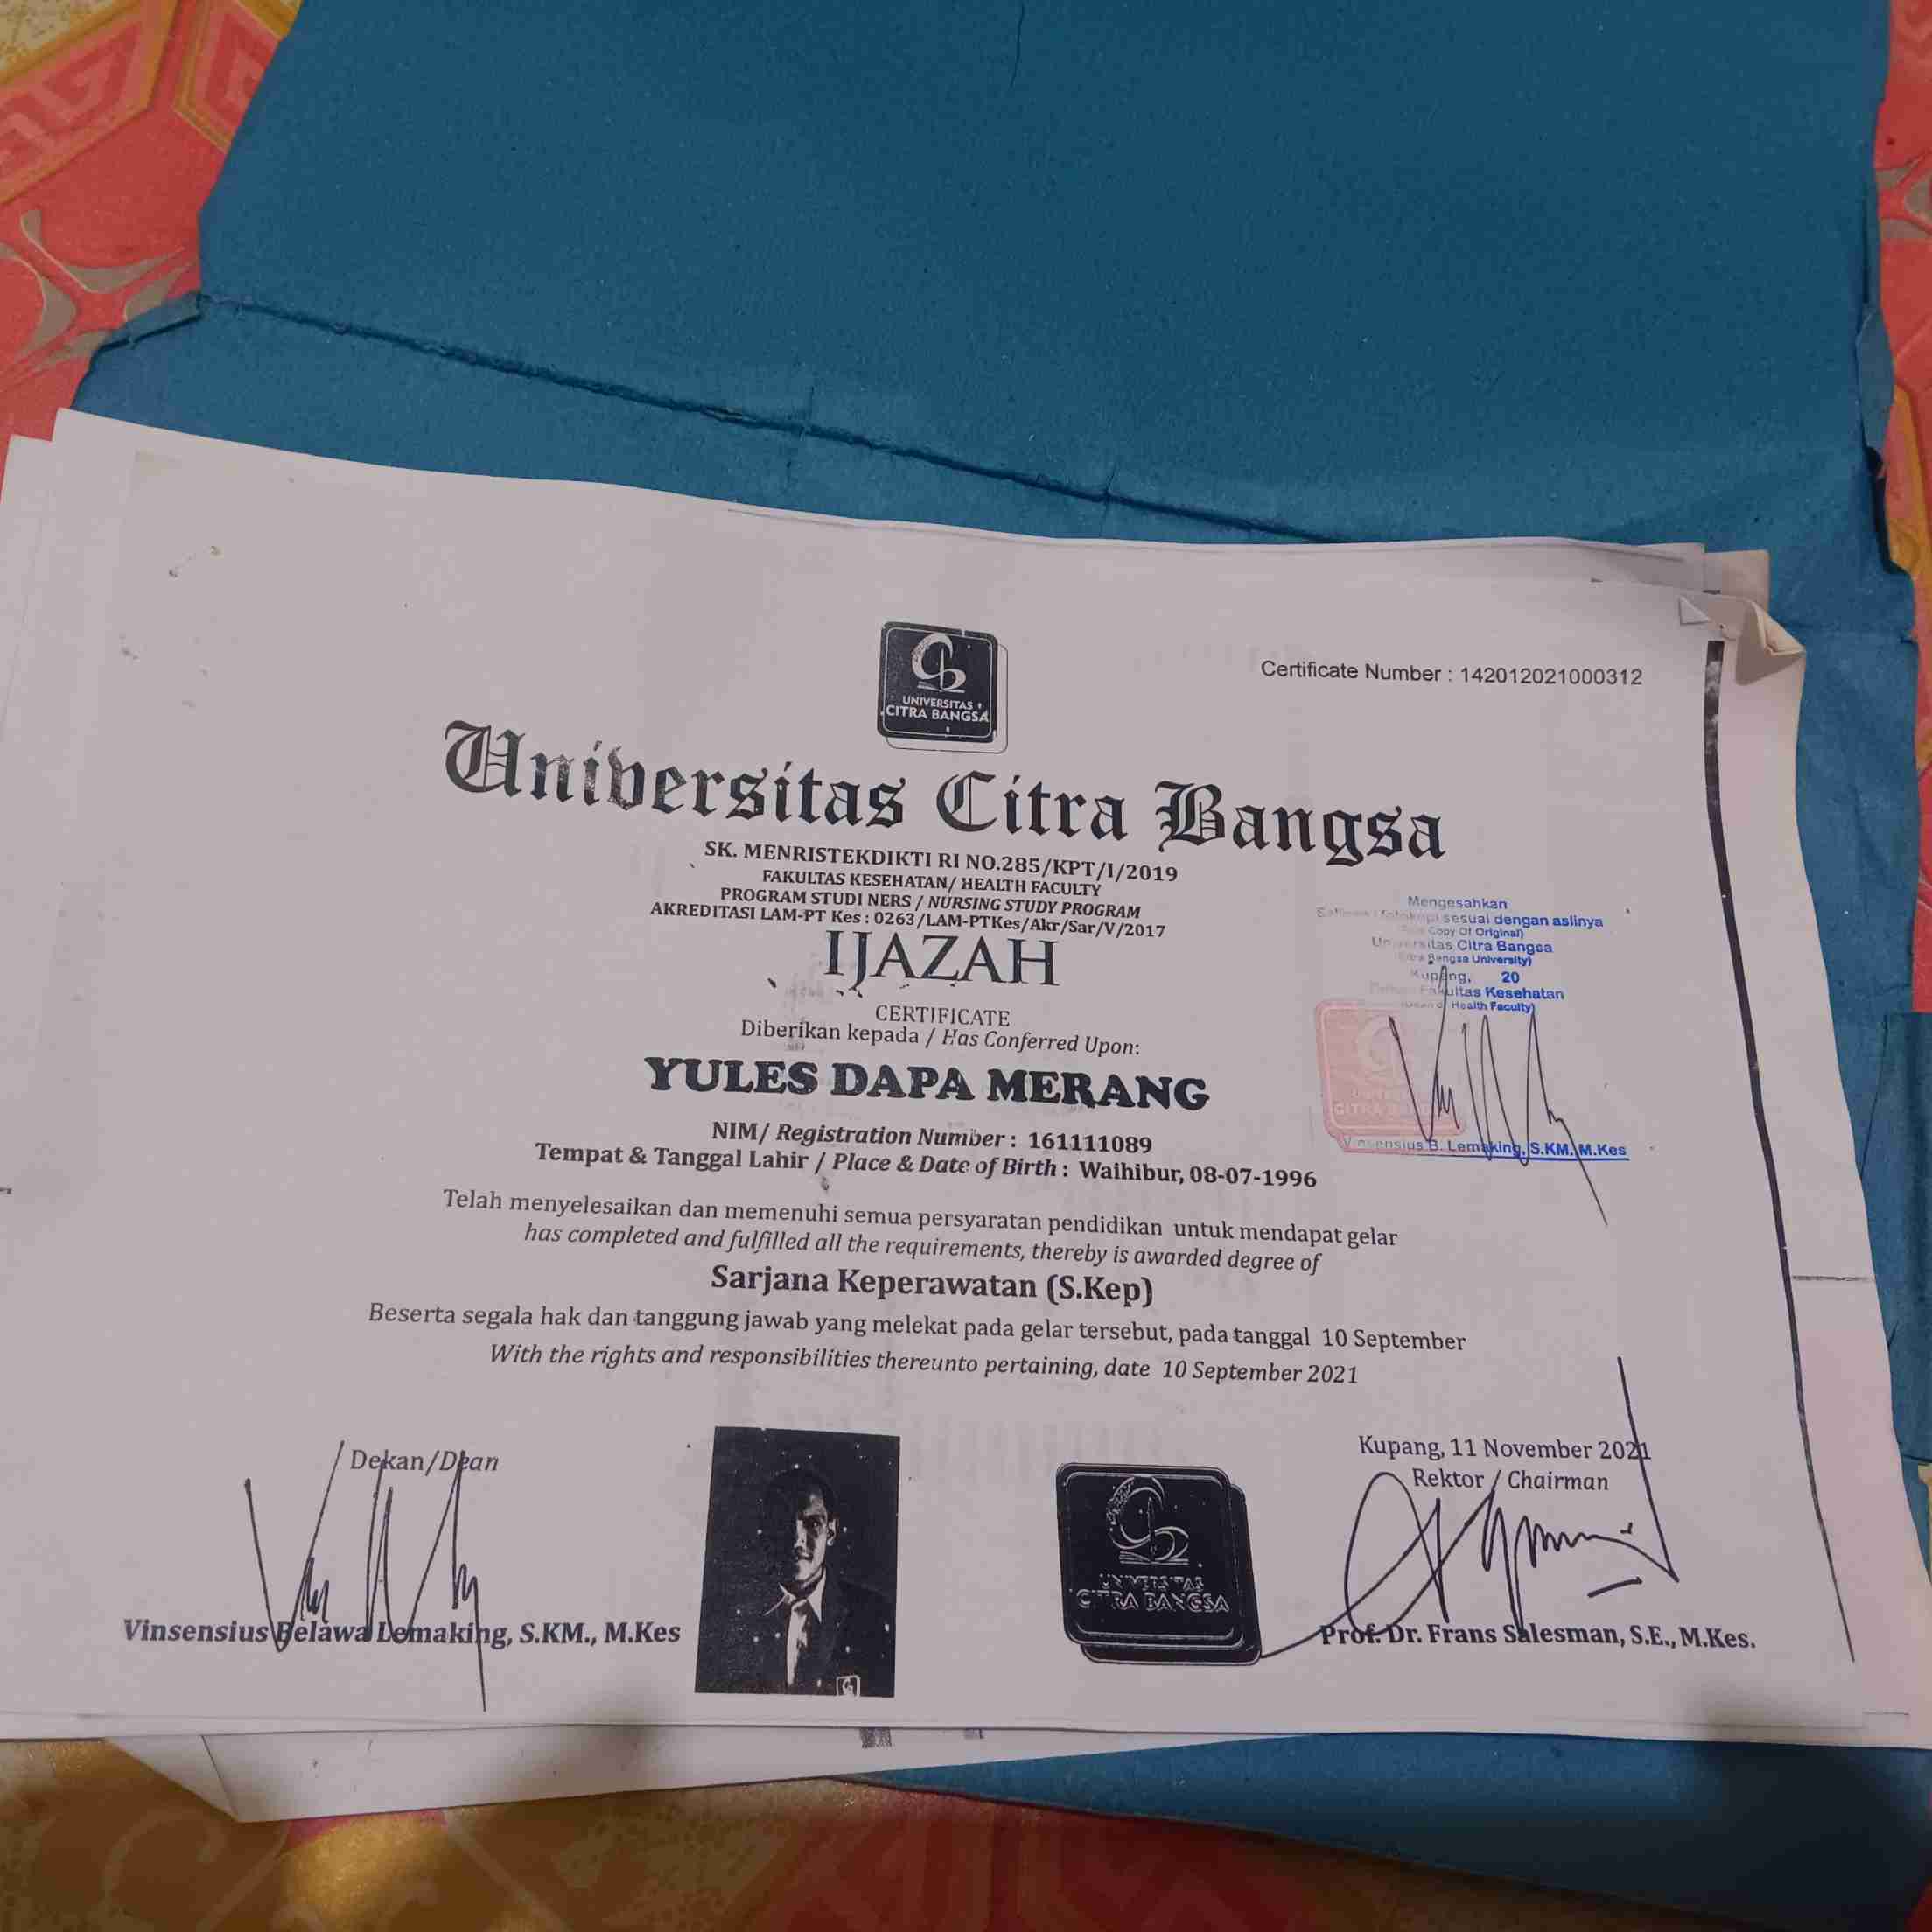 UNIVERSITAS
CITRA BANGSA
Certificate Number : 142012021000312
Universitas Citra Bangsa
SK. MENRISTEKDIKTI RI NO.285/KPT/I/2019
FAKULTAS KESEHATAN/ HEALTH FACULTY
PROGRAM STUDI NERS / NURSING STUDY PROGRAM
AKREDITASI LAM-PT Kes : 0263/LAM-PTKes/Akr/Sar/V/2017
IJAZAH
CERTIFICATE
Diberikan kepada / Has Conferred Upon:
YULES DAPA MERANG
NIM/ Registration Number : 161111089
Tempat & Tanggal Lahir / Place & Date of Birth : Waihibur, 08-07-1996
Telah menyelesaikan dan memenuhi semua persyaratan pendidikan untuk mendapat gelar
has completed and fulfilled all the requirements, thereby is awarded degree of
Sarjana Keperawatan (S.Kep)
Beserta segala hak dan tanggung jawab yang melekat pada gelar tersebut, pada tanggal 10 September
With the rights and responsibilities thereunto pertaining, date 10 September 2021
Mengesahkan
sesuai dengan aslinya
Copy Of Original)
Universitas Citra Bangsa
Bangsa University)
Kupang, 20
Fakultas Kesehatan
Health Faculty)
CITRA
Vinsensius B. Lemaking, S.KM, M.Kes
Dekan/Dean
Vinsensius Belawa Lemaking, S.KM., M.Kes
UNIVERSITAS
CITRA BANGSA
Kupang, 11 November 2021
Rektor / Chairman
Prof. Dr. Frans Salesman, S.E., M.Kes.